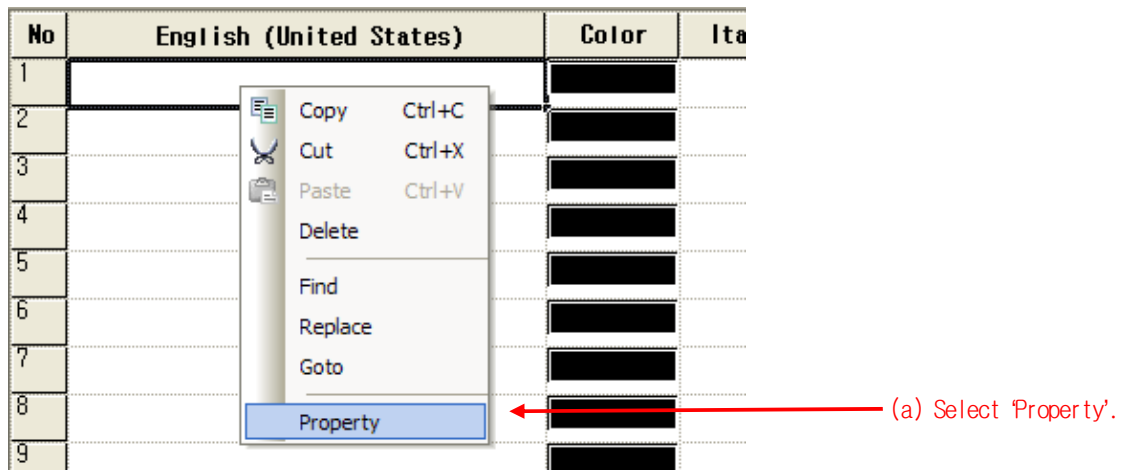 No English (United States) Color Ita
1
2
Copy Ctrl+C
Cut Ctrl+X
3
Paste Ctrl+V
4
Delete
5
Find
6
Replace
7
Goto
8
Property
(a) Select ‘Property’.
9